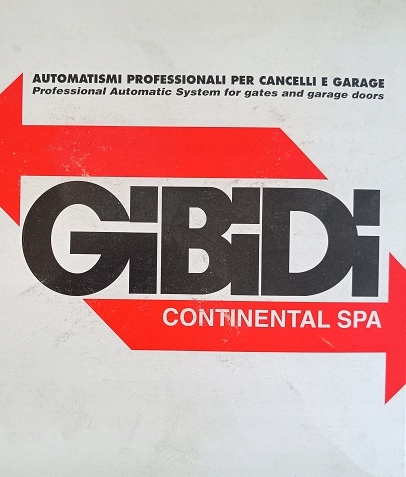 AUTOMATISMI PROFESSIONALI PER CANCELLI E GARAGE
Professional Automatic System for gates and garage doors
GiBiDi
CONTINENTAL SPA